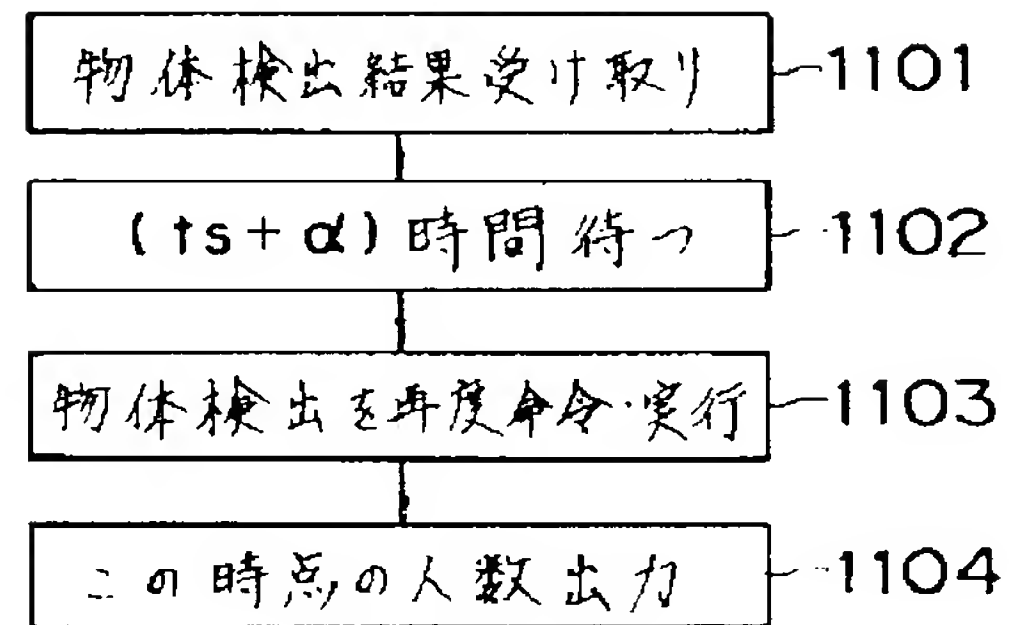 物体検出結果受け取り 1101
(ts+α)時間待つ 1102
物体検出を再度命令・実行 1103
この時点の人数出力 1104